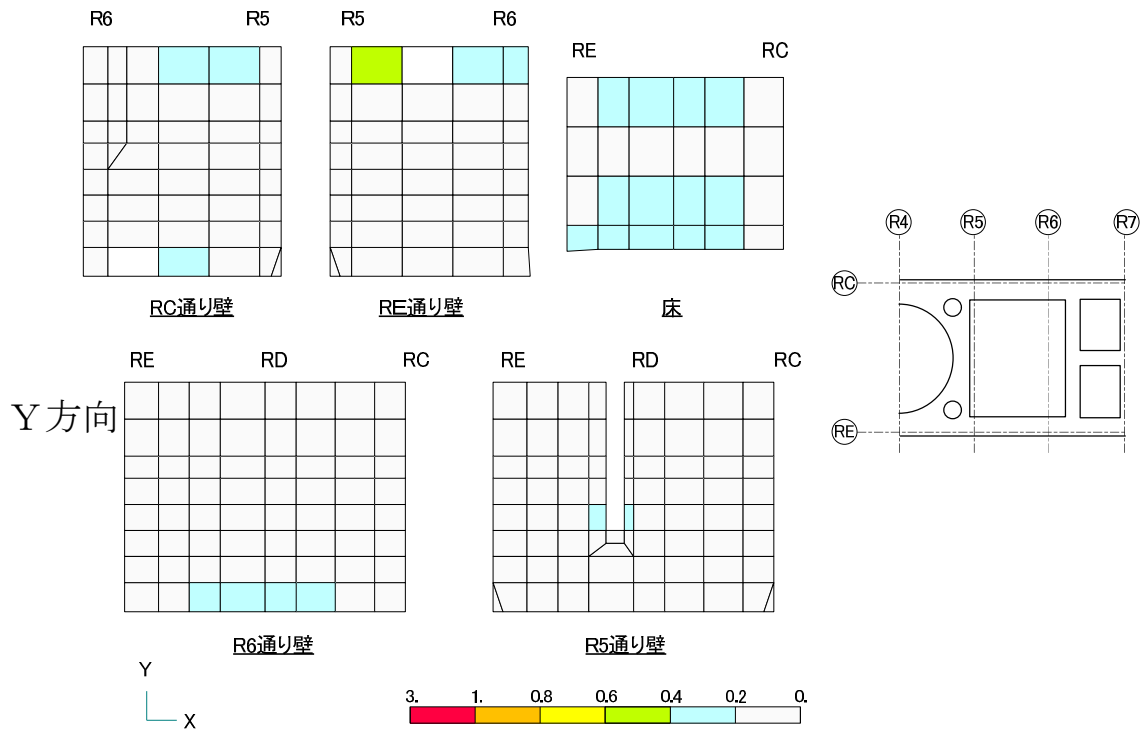 R6 R5
R5 R6
RE RC
RC通り壁
RE通り壁
床
R4 R5 R6 R7
RC
RE
Y方向
RE RD RC
RE RD RC
R6通り壁
R5通り壁
Y
X
3. 1. 0.8 0.6 0.4 0.2 0.